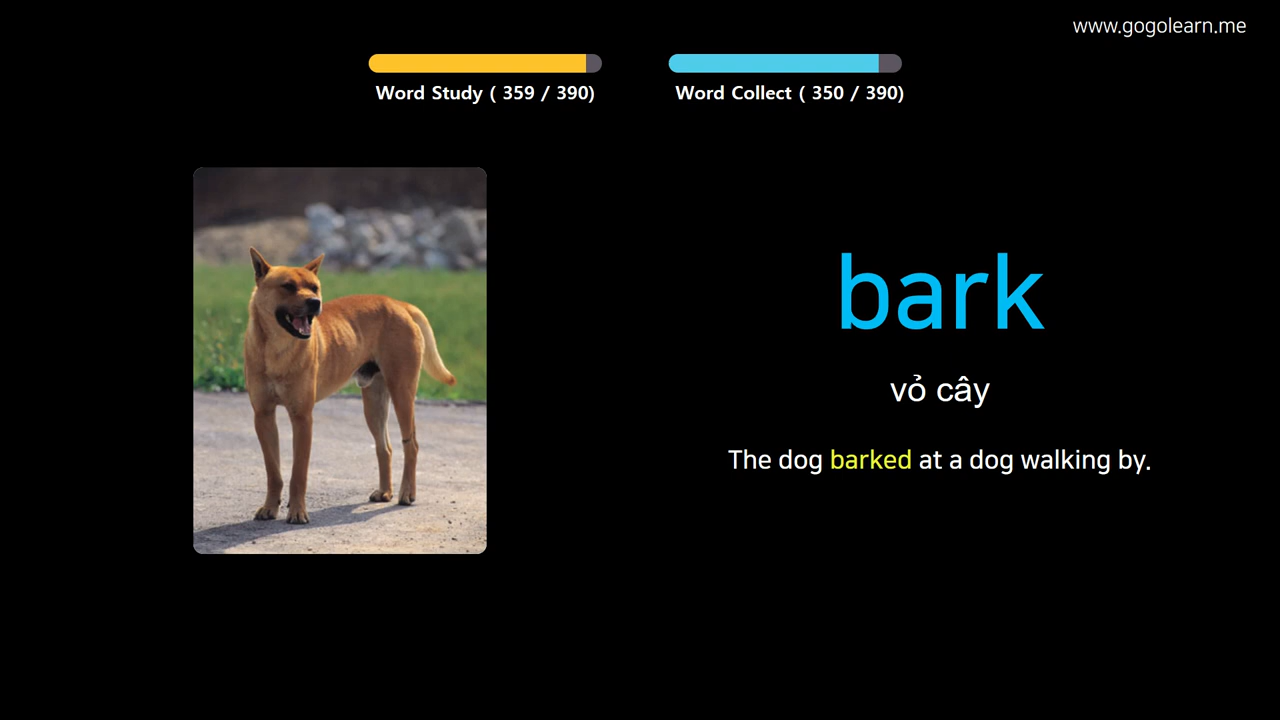 www.gogolearn.me
Word Study ( 359 / 390)
Word Collect ( 350 / 390)
bark
vỏ cây
The dog barked at a dog walking by.